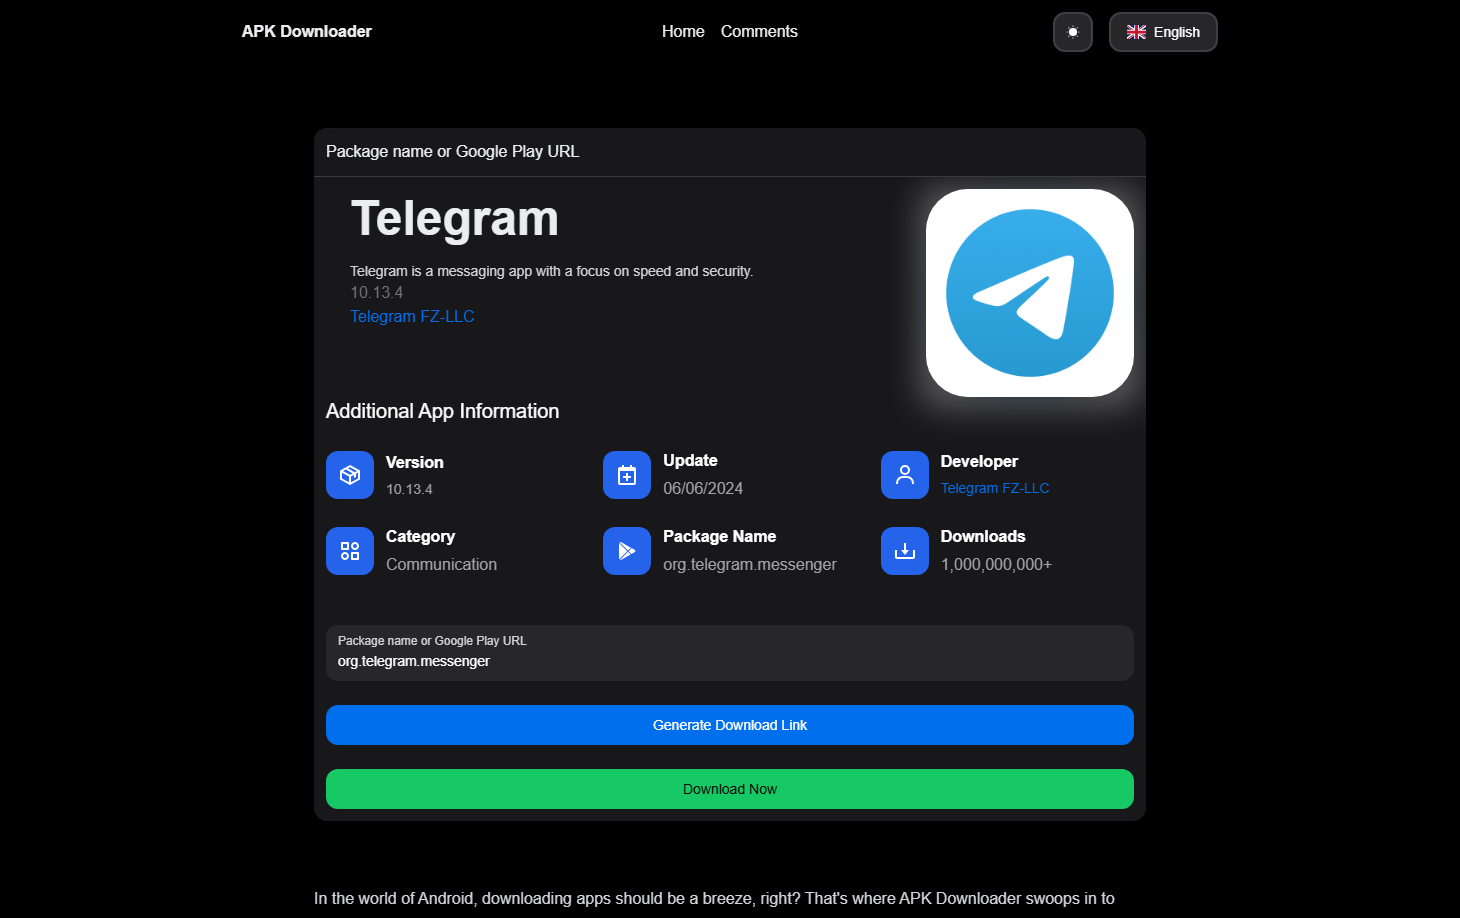 APK Downloader
Home
Comments
English
Package name or Google Play URL
Telegram
Telegram is a messaging app with a focus on speed and security.
10.13.4
Telegram FZ-LLC
Additional App Information
Version
10.13.4
Update
06/06/2024
Developer
Telegram FZ-LLC
Category
Communication
Package Name
org.telegram.messenger
Downloads
1,000,000,000+
Package name or Google Play URL
org.telegram.messenger
Generate Download Link
Download Now
In the world of Android, downloading apps should be a breeze, right? That's where APK Downloader swoops in to